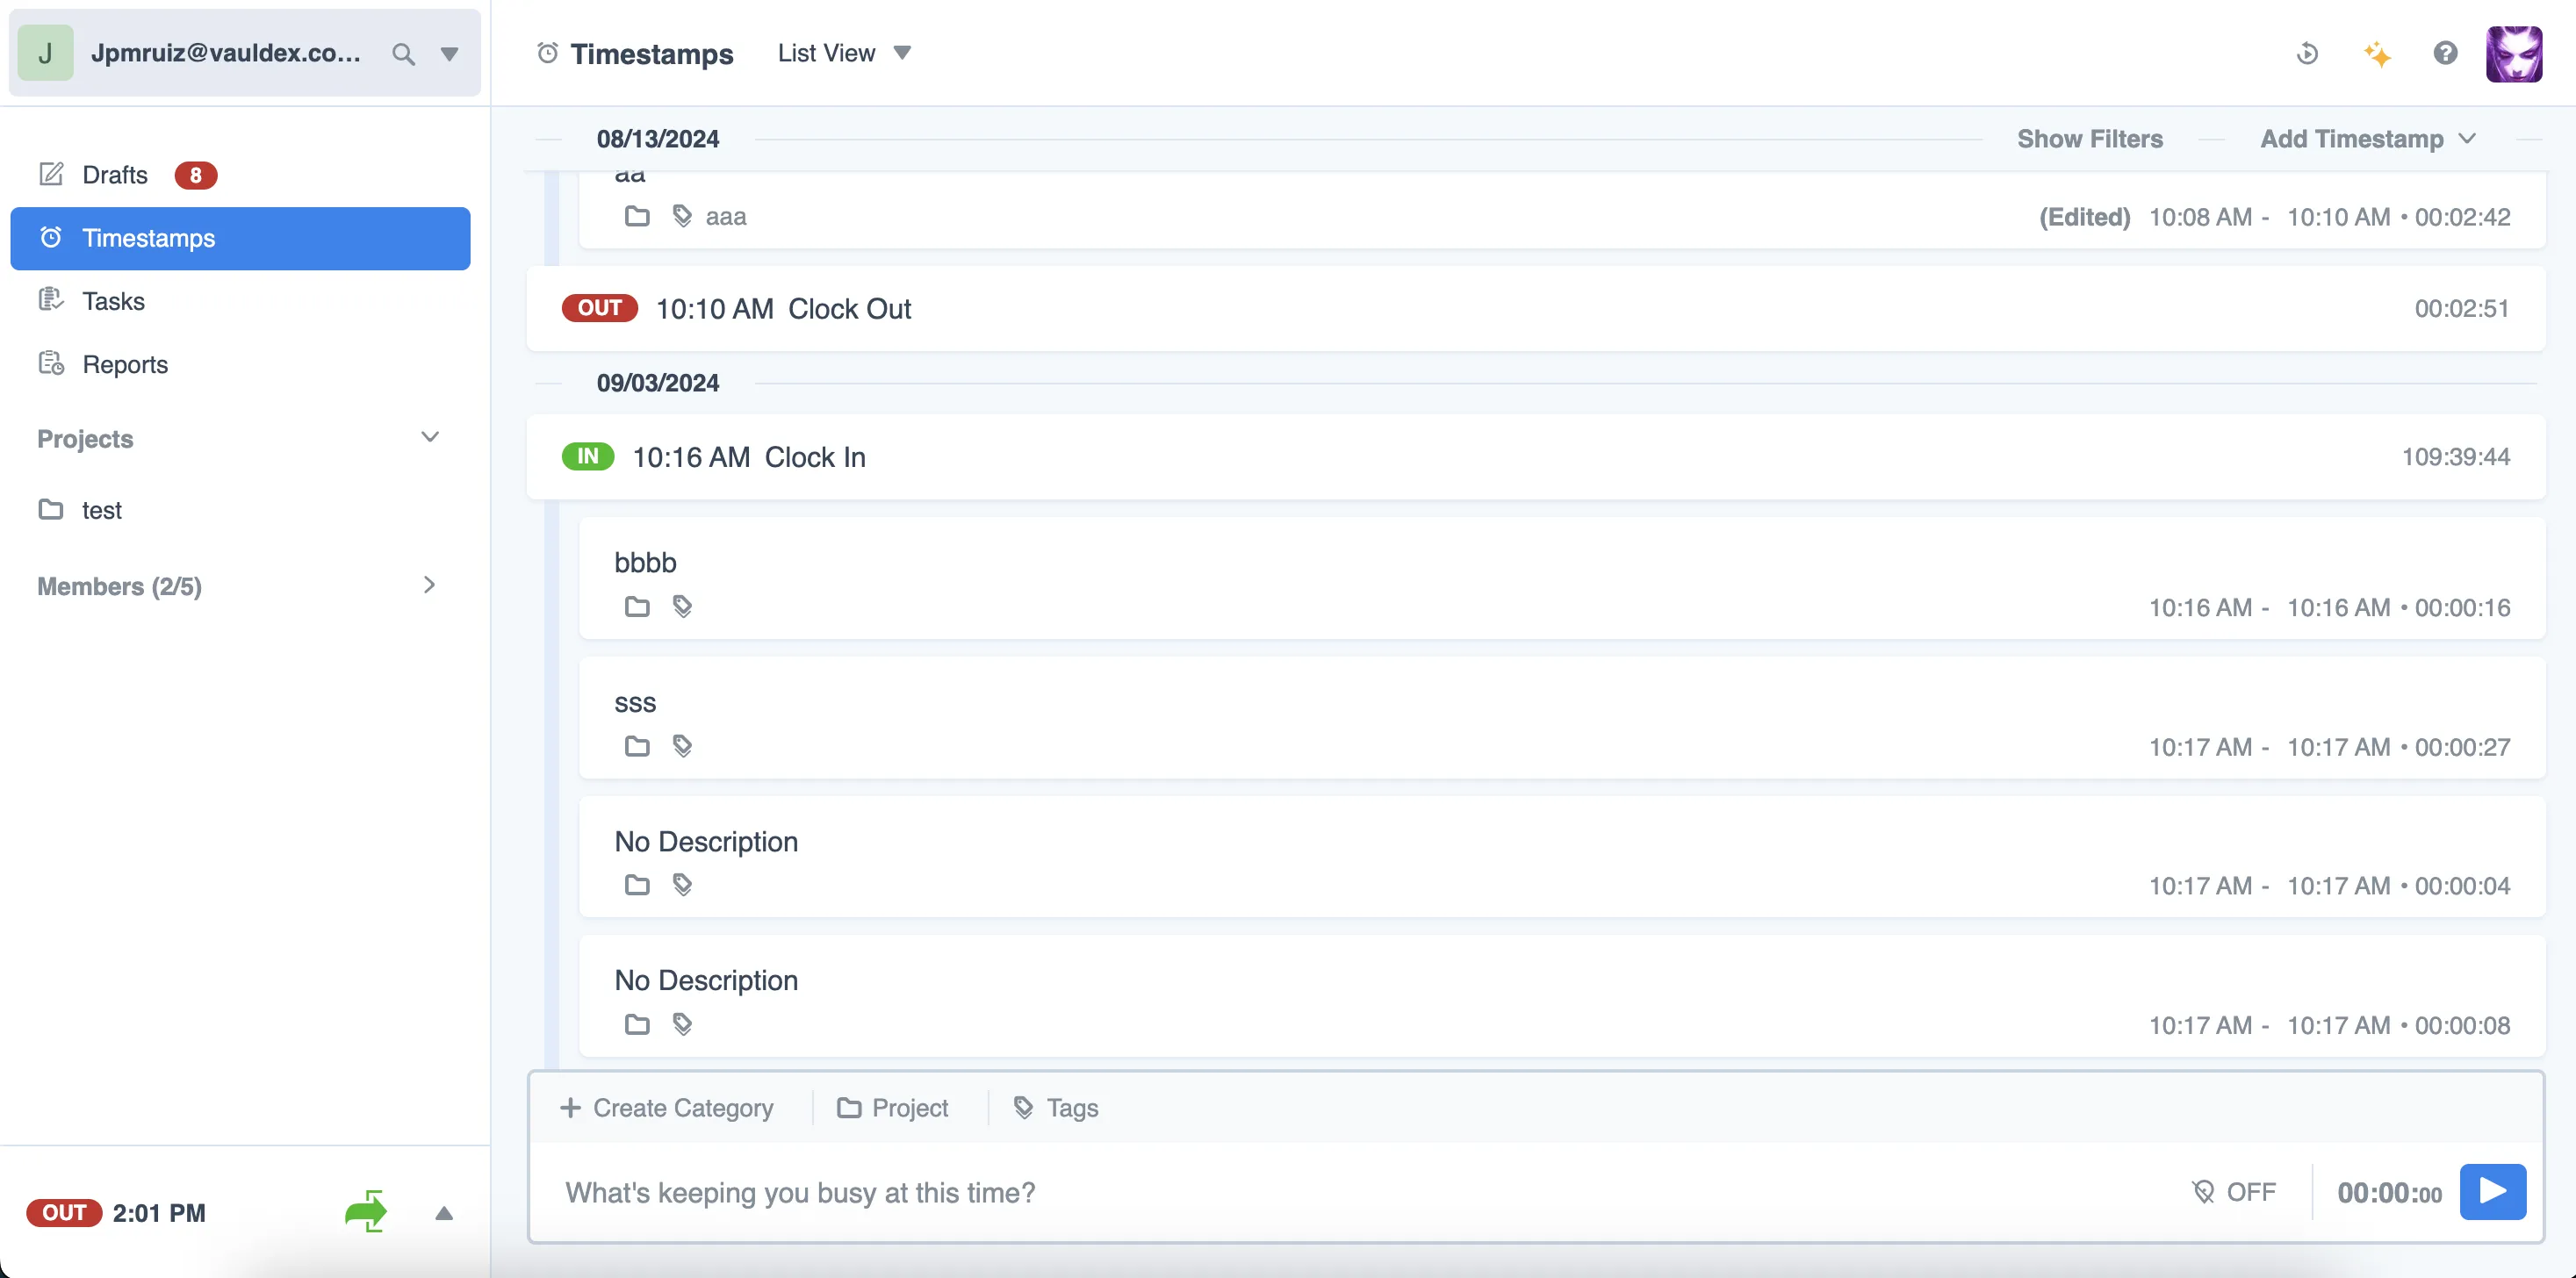 J Jpmruiz@vauldex.co...
Timestamps List View
08/13/2024 Show Filters Add Timestamp
Drafts 8
Timestamps
Tasks
Reports
Projects
test
Members (2/5)
OUT 2:01 PM
aa
aaa (Edited) 10:08 AM - 10:10 AM • 00:02:42
OUT 10:10 AM Clock Out 00:02:51
09/03/2024
IN 10:16 AM Clock In 109:39:44
bbbb
10:16 AM - 10:16 AM • 00:00:16
sss
10:17 AM - 10:17 AM • 00:00:27
No Description
10:17 AM - 10:17 AM • 00:00:04
No Description
10:17 AM - 10:17 AM • 00:00:08
Create Category Project Tags
What's keeping you busy at this time? OFF 00:00:00